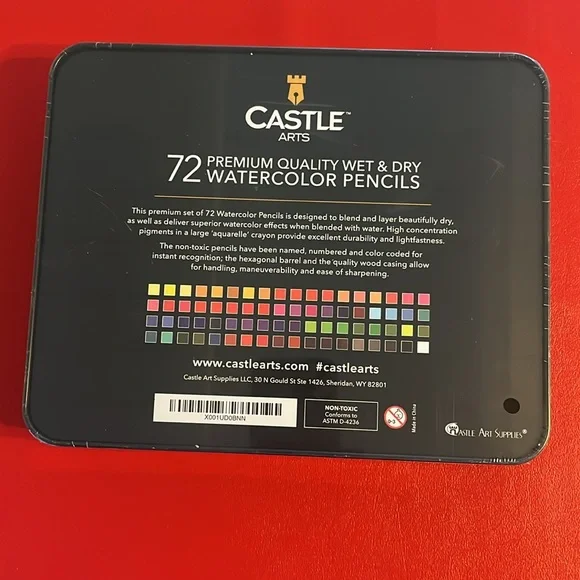 CASTLE™
ARTS
72 PREMIUM QUALITY WET & DRY
WATERCOLOR PENCILS
This premium set of 72 Watercolor Pencils is designed to blend and layer beautifully dry,
as well as deliver superior watercolor effects when blended with water. High concentration
pigments in a large 'aquarelle' crayon provide excellent durability and lightfastness.
The non-toxic pencils have been named, numbered and color coded for
instant recognition; the hexagonal barrel and the quality wood casing allow
for handling, maneuverability and ease of sharpening.
www.castlearts.com #castlearts
Castle Art Supplies LLC, 30 N Gould St Ste 1426, Sheridan, WY 82801
X001UD0BNN
NON-TOXIC
Conforms to
ASTM D-4236
0-3
Made in China
CASTLE ART SUPPLIES®